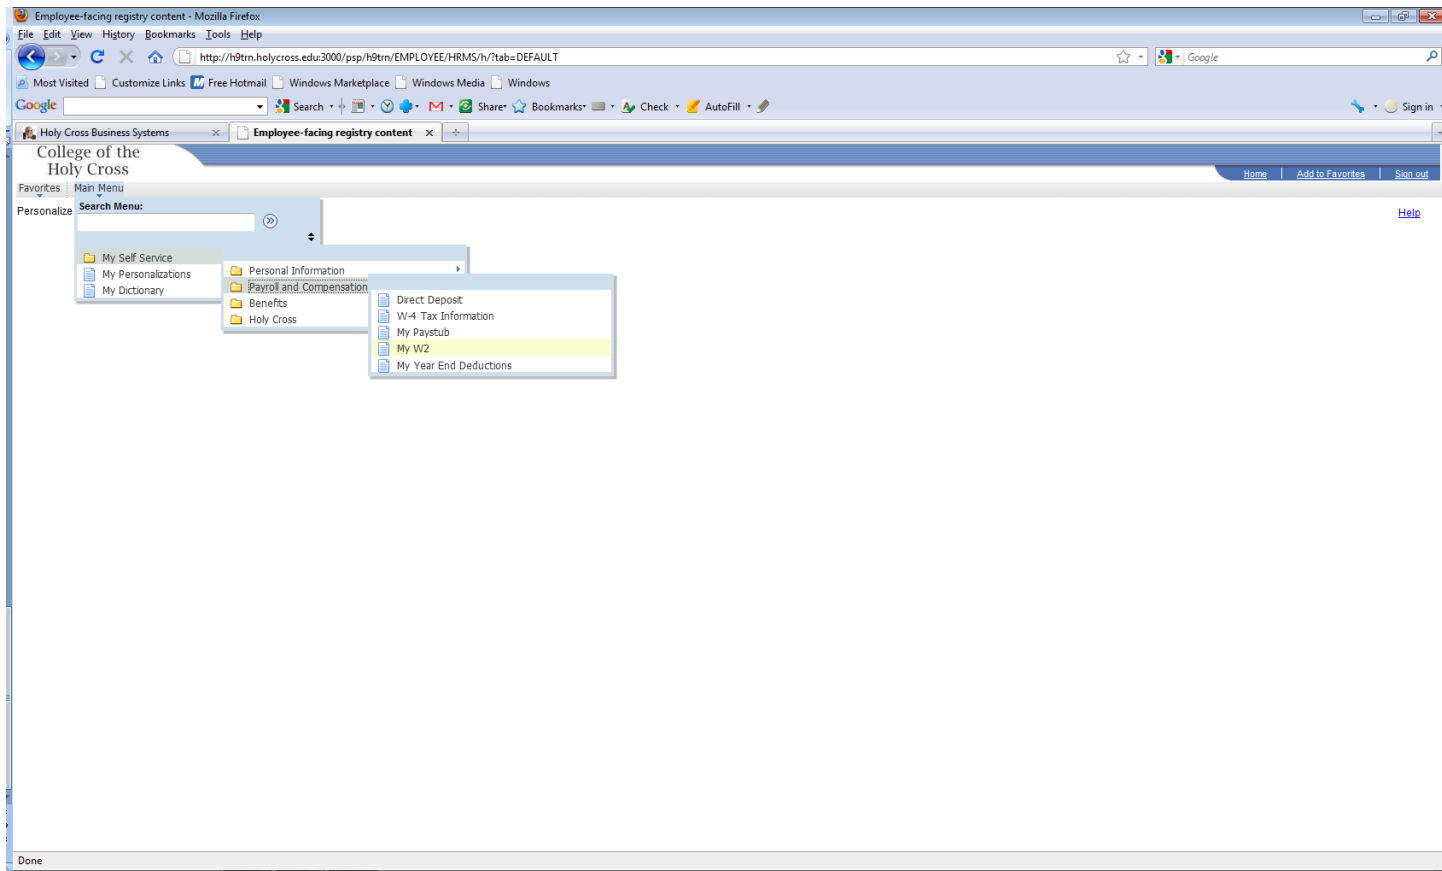 Employee-facing registry content - Mozilla Firefox
File Edit View History Bookmarks Tools Help
http://h9trn.holycross.edu:3000/psp/h9trn/EMPLOYEE/HRMS/h/?tab=DEFAULT
Google
Most Visited Customize Links Free Hotmail Windows Marketplace Windows Media Windows
Google Search Share Bookmarks Check AutoFill Sign in
Holy Cross Business Systems Employee-facing registry content
College of the
Holy Cross
Home | Add to Favorites | Sign out
Favorites Main Menu
Personalize Search Menu: Help
My Self Service
My Personalizations
My Dictionary
Personal Information
Payroll and Compensation
Benefits
Holy Cross
Direct Deposit
W-4 Tax Information
My Paystub
My W2
My Year End Deductions
Done